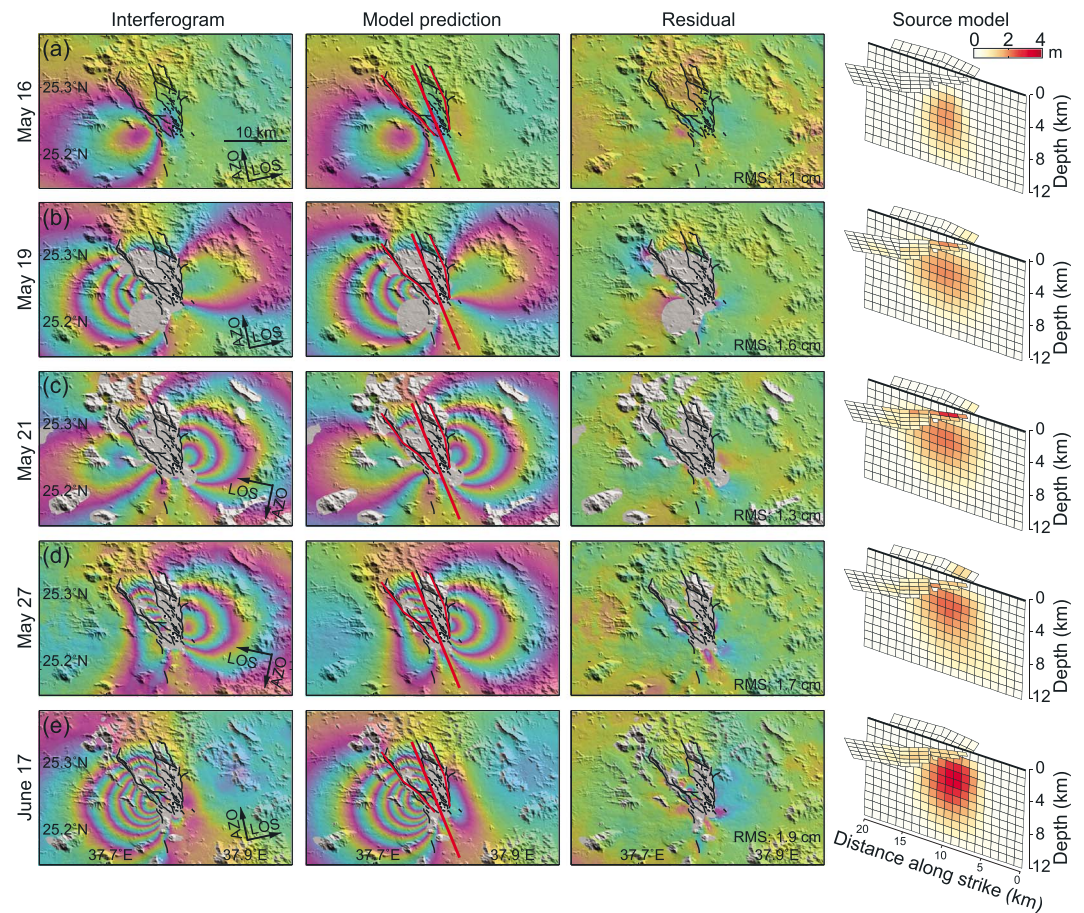 Interferogram Model prediction Residual Source model
0 2 4 m
May 16
(a)
25.3°N
25.2°N
10 km
AZO
LOS
RMS: 1.1 cm
0
4
8
12
Depth (km)
May 19
(b)
25.3°N
25.2°N
AZO
LOS
RMS: 1.6 cm
0
4
8
12
Depth (km)
May 21
(c)
25.3°N
25.2°N
LOS
AZO
RMS: 1.3 cm
0
4
8
12
Depth (km)
May 27
(d)
25.3°N
25.2°N
LOS
AZO
RMS: 1.7 cm
0
4
8
12
Depth (km)
June 17
(e)
25.3°N
25.2°N
AZO
LOS
37.7°E 37.9°E
37.7°E 37.9°E
RMS: 1.9 cm
37.7°E 37.9°E
0
4
8
12
Depth (km)
20 15 10 5 0
Distance along strike (km)